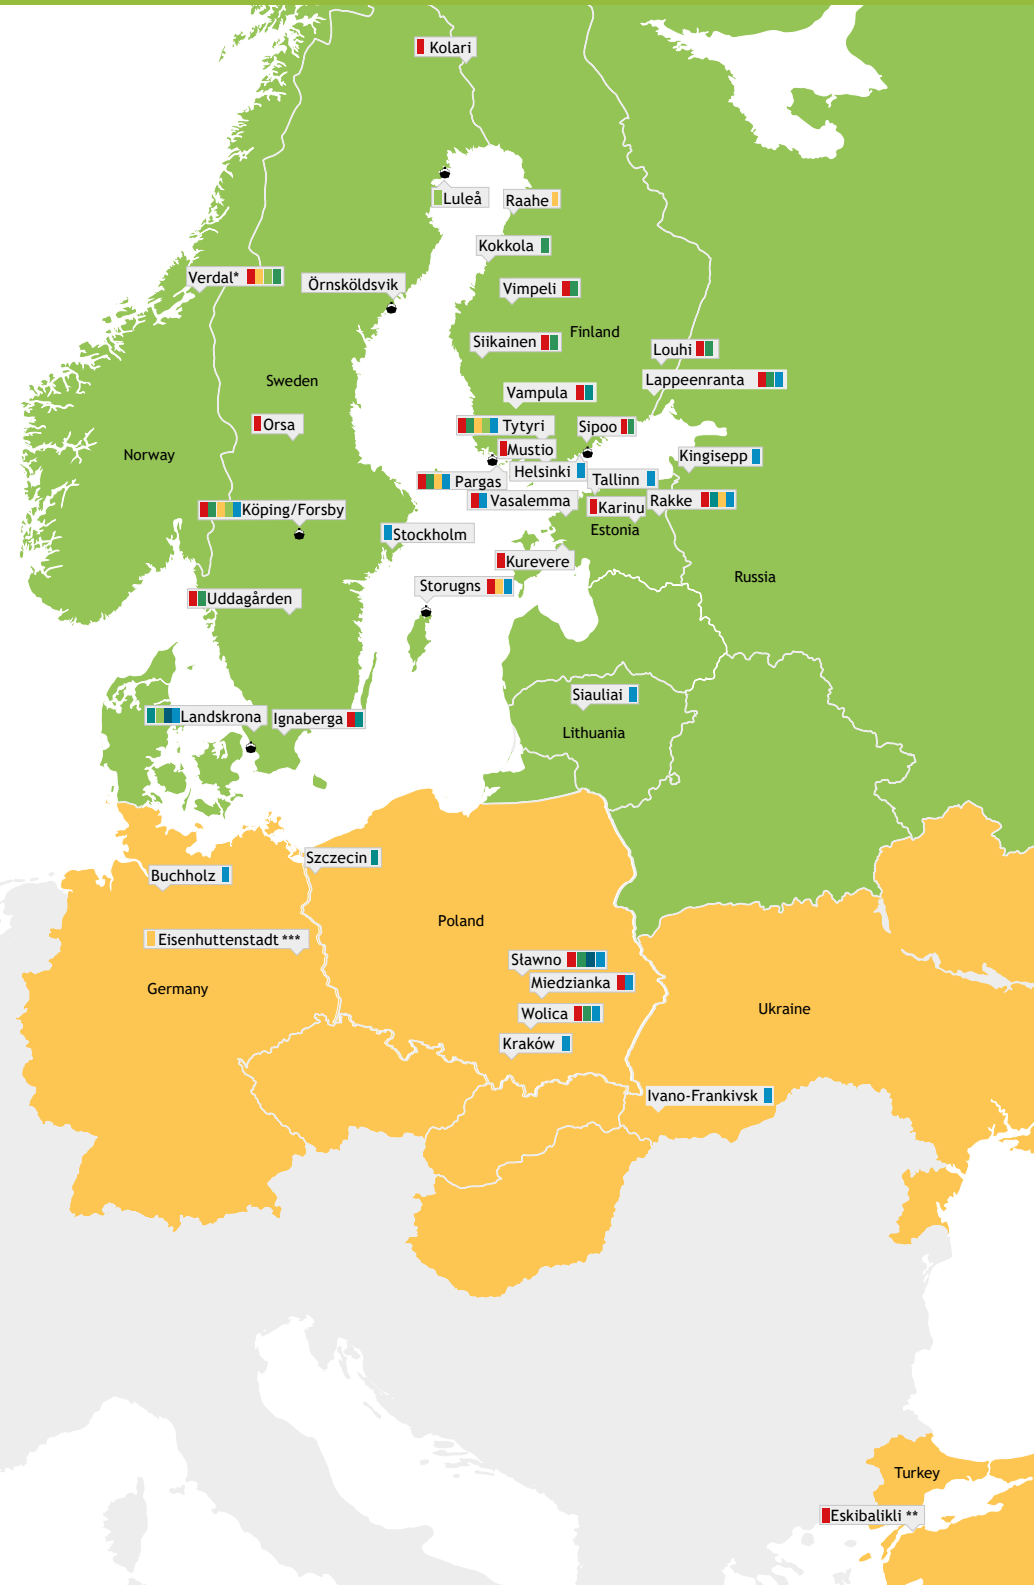 Kolari
Luleå
Raahe
Kokkola
Verdal*
Örnsköldsvik
Vimpeli
Finland
Siikainen
Louhi
Sweden
Lappeenranta
Vampula
Orsa
Tytyri
Sipoo
Norway
Mustio
Kingisepp
Helsinki
Tallinn
Pargas
Vasalemma
Karinu
Rakke
Köping/Forsby
Estonia
Stockholm
Kurevere
Russia
Storugns
Uddagården
Siauliai
Landskrona
Ignaberga
Lithuania
Szczecin
Buchholz
Poland
Eisenhuttenstadt ***
Sławno
Miedzianka
Germany
Ukraine
Wolica
Kraków
Ivano-Frankivsk
Turkey
Eskibalikli **